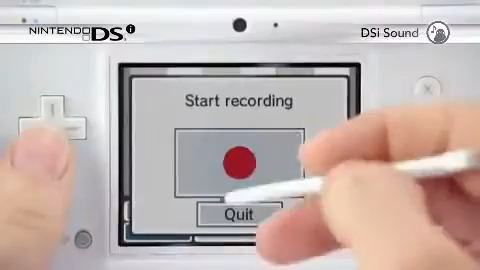 NINTENDO DSi
DSi Sound
Start recording
Quit
X